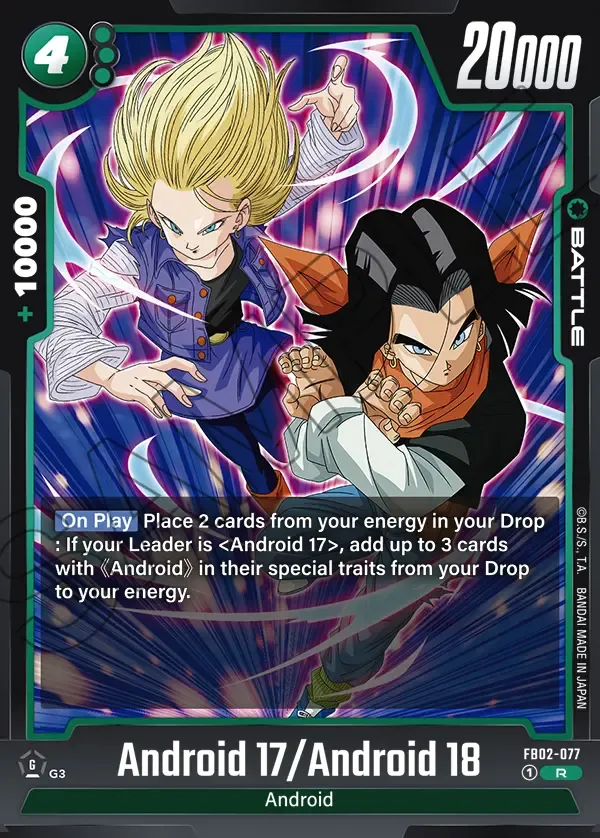 4
20000
+ 10000
BATTLE
On Play Place 2 cards from your energy in your Drop
: If your Leader is <Android 17>, add up to 3 cards
with 《Android》 in their special traits from your Drop
to your energy.
©B.S./S., T.A. BANDAI MADE IN JAPAN
G G3
Android 17/Android 18
FB02-077
1 R
Android